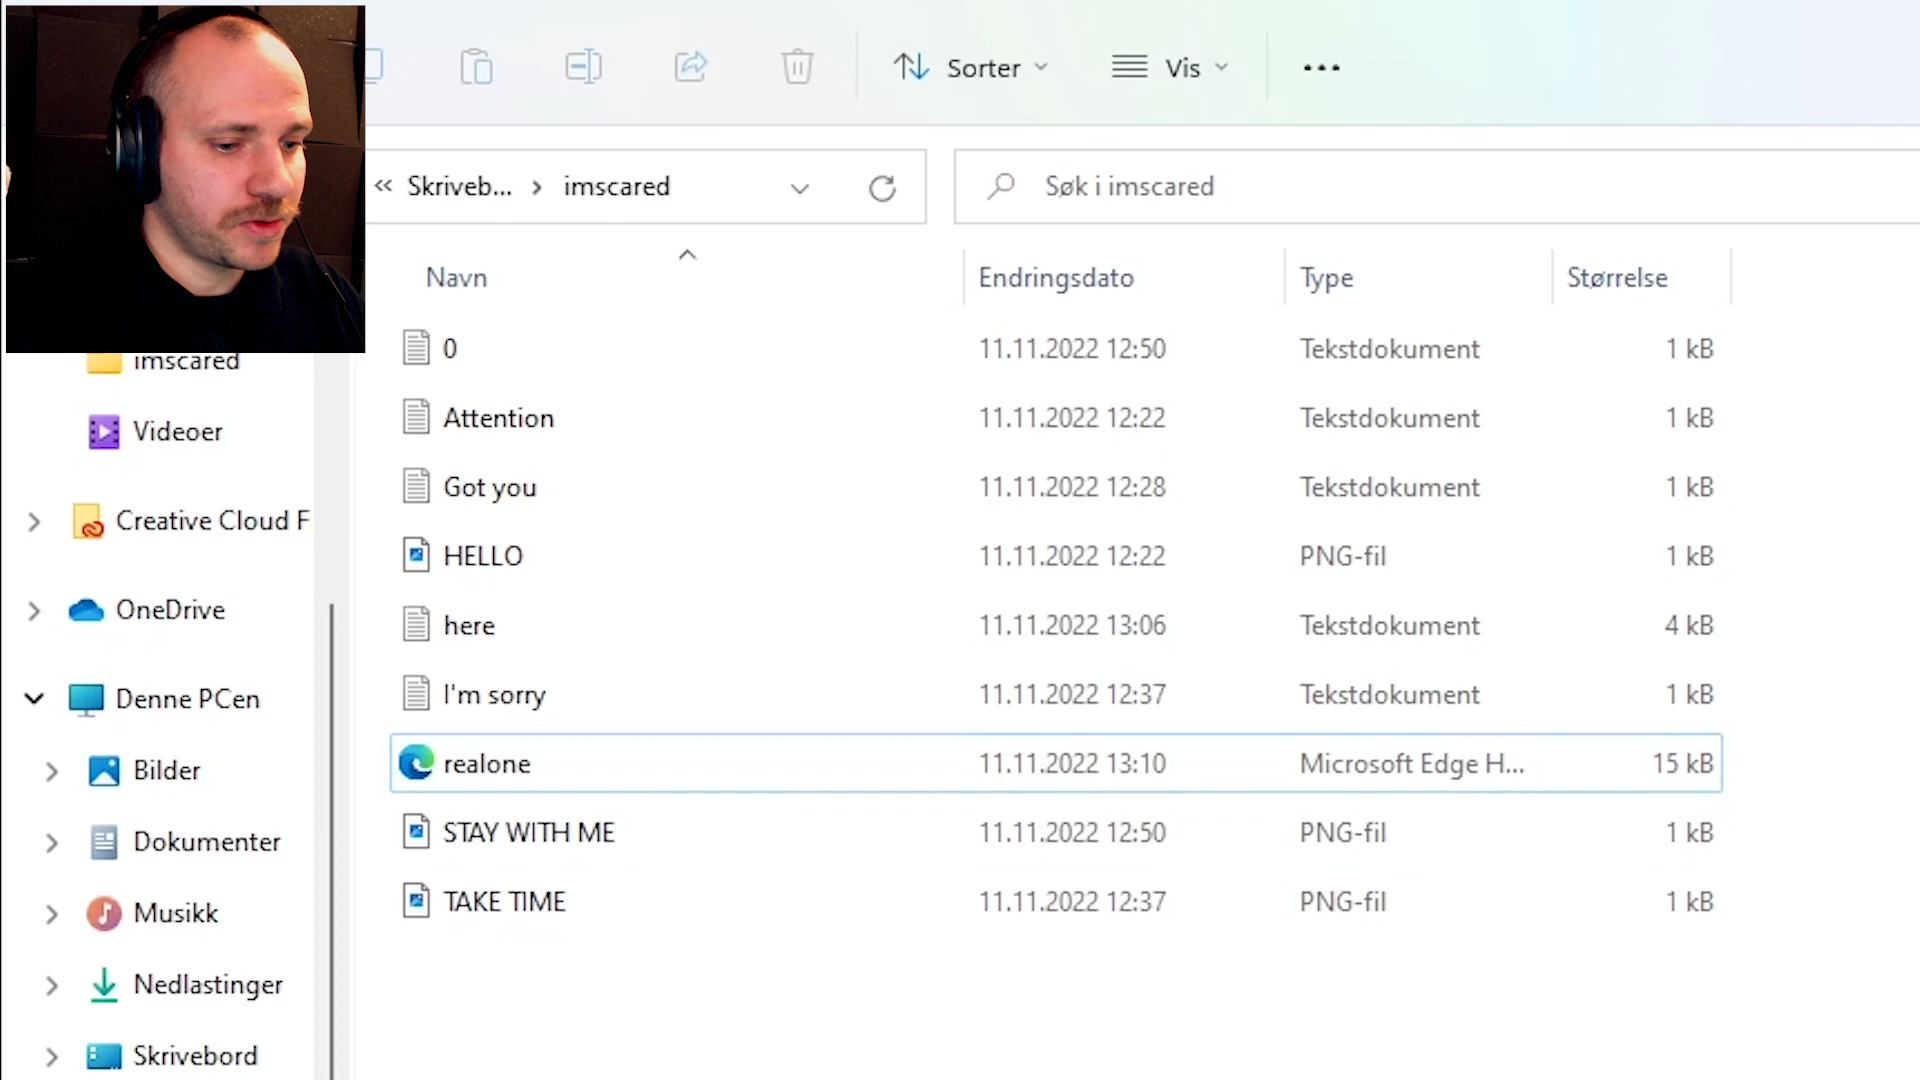 Sorter
Vis
« Skriveb... > imscared
Søk i imscared
Navn Endringsdato Type Størrelse
0 11.11.2022 12:50 Tekstdokument 1 kB
Attention 11.11.2022 12:22 Tekstdokument 1 kB
Got you 11.11.2022 12:28 Tekstdokument 1 kB
HELLO 11.11.2022 12:22 PNG-fil 1 kB
here 11.11.2022 13:06 Tekstdokument 4 kB
I'm sorry 11.11.2022 12:37 Tekstdokument 1 kB
realone 11.11.2022 13:10 Microsoft Edge H... 15 kB
STAY WITH ME 11.11.2022 12:50 PNG-fil 1 kB
TAKE TIME 11.11.2022 12:37 PNG-fil 1 kB
imscared
Videoer
Creative Cloud F
OneDrive
Denne PCen
Bilder
Dokumenter
Musikk
Nedlastinger
Skrivebord